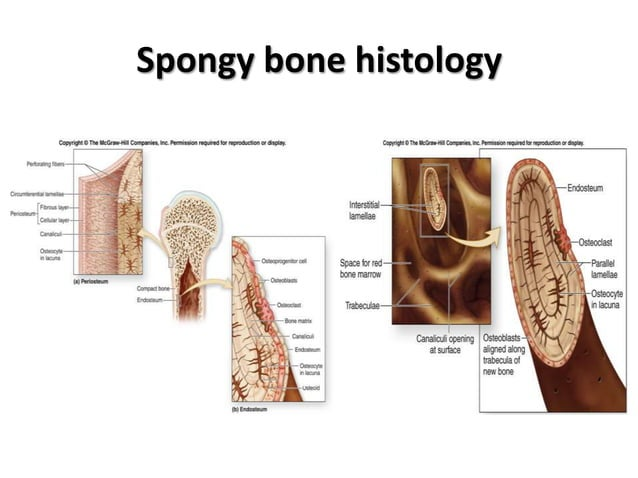 Spongy bone histology
Copyright © The McGraw-Hill Companies, Inc. Permission required for reproduction or display.
Perforating fibers
Circumferential lamellae
Fibrous layer
Periosteum
Cellular layer
Canaliculi
Osteocyte
in lacuna
(a) Periosteum
Compact bone
Endosteum
Osteoprogenitor cell
Osteoblasts
Osteoclast
Bone matrix
Canaliculi
Endosteum
Osteocyte
in lacuna
Osteoid
(b) Endosteum
Copyright © The McGraw-Hill Companies, Inc. Permission required for reproduction or display.
Interstitial
lamellae
Space for red
bone marrow
Trabeculae
Canaliculi opening
at surface
Endosteum
Osteoclast
Parallel
lamellae
Osteocyte
in lacuna
Osteoblasts
aligned along
trabecula of
new bone